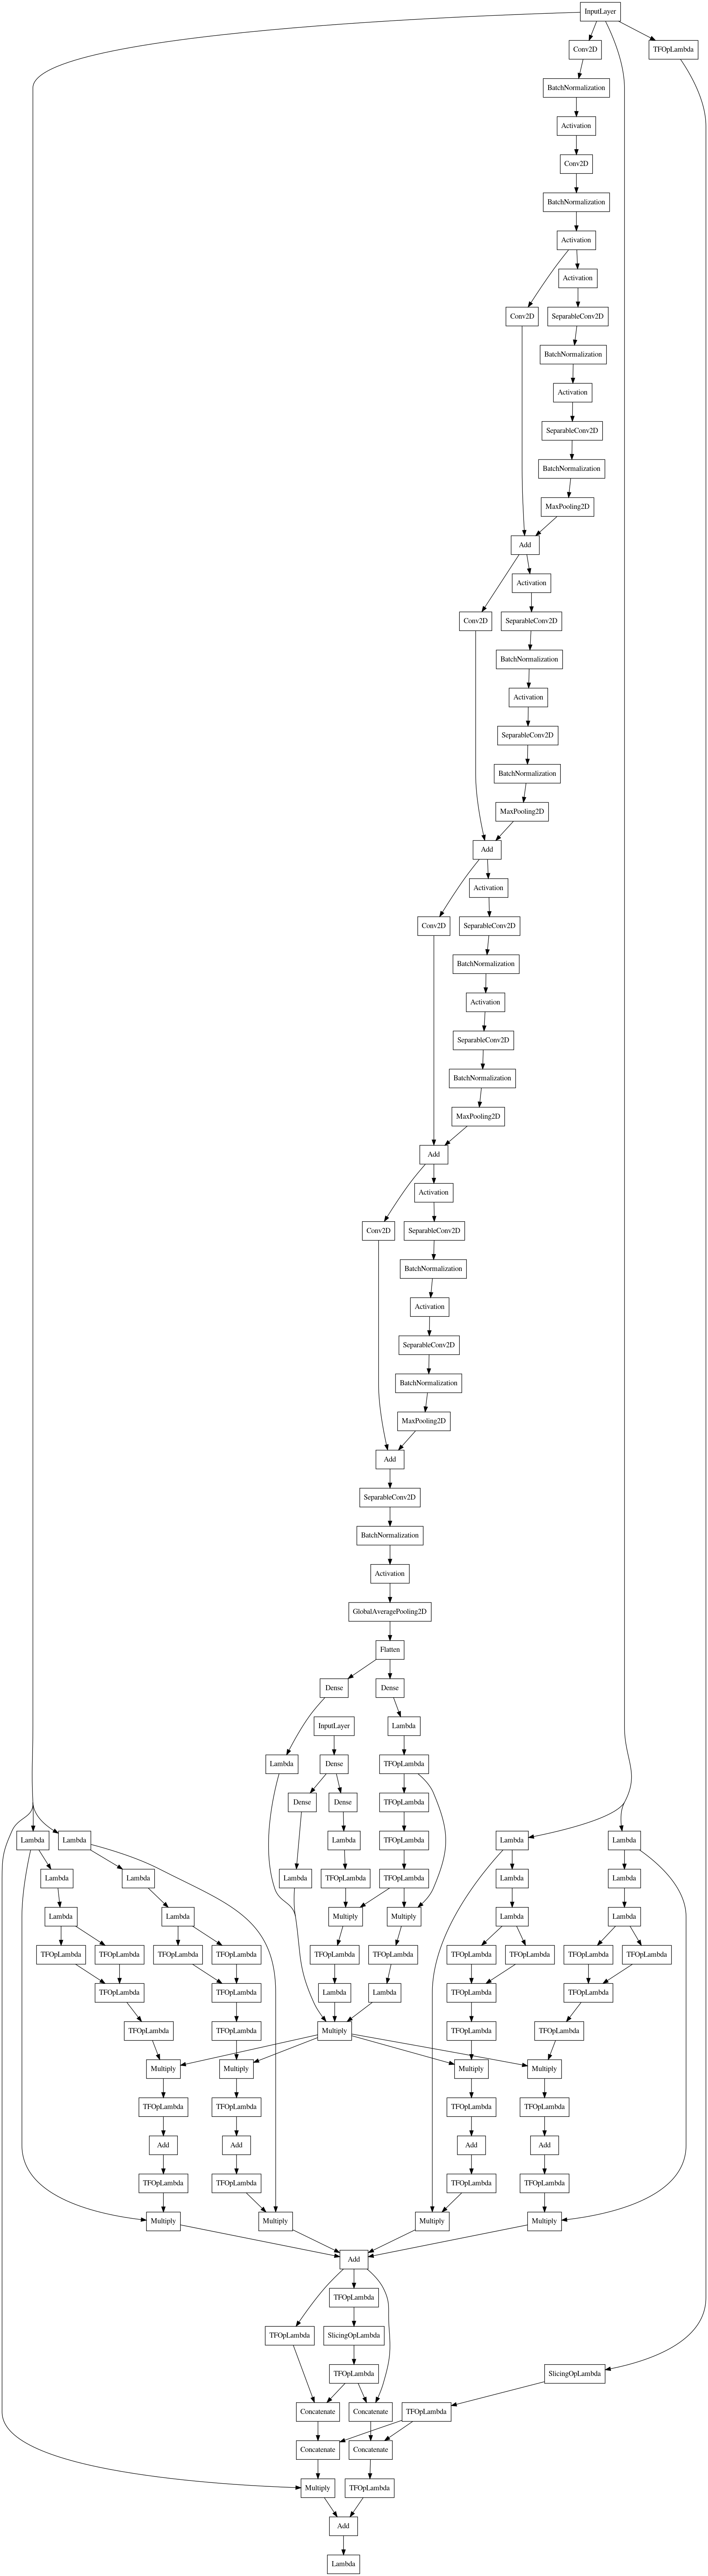 InputLayer
Conv2D TFOpLambda
BatchNormalization
Activation
Conv2D
BatchNormalization
Activation
Activation
Conv2D SeparableConv2D
BatchNormalization
Activation
SeparableConv2D
BatchNormalization
MaxPooling2D
Add
Activation
Conv2D SeparableConv2D
BatchNormalization
Activation
SeparableConv2D
BatchNormalization
MaxPooling2D
Add
Activation
Conv2D SeparableConv2D
BatchNormalization
Activation
SeparableConv2D
BatchNormalization
MaxPooling2D
Add
Activation
Conv2D SeparableConv2D
BatchNormalization
Activation
SeparableConv2D
BatchNormalization
MaxPooling2D
Add
SeparableConv2D
BatchNormalization
Activation
GlobalAveragePooling2D
Flatten
Dense Dense
InputLayer Lambda
Lambda Dense TFOpLambda
Dense Dense TFOpLambda
Lambda Lambda Lambda TFOpLambda Lambda Lambda
Lambda Lambda Lambda TFOpLambda TFOpLambda Lambda Lambda
Lambda Lambda Multiply Multiply Lambda Lambda
TFOpLambda TFOpLambda TFOpLambda TFOpLambda TFOpLambda TFOpLambda TFOpLambda TFOpLambda TFOpLambda TFOpLambda
TFOpLambda TFOpLambda Lambda Lambda TFOpLambda TFOpLambda
TFOpLambda TFOpLambda Multiply TFOpLambda TFOpLambda
Multiply Multiply Multiply Multiply
TFOpLambda TFOpLambda TFOpLambda TFOpLambda
Add Add Add Add
TFOpLambda TFOpLambda TFOpLambda TFOpLambda
Multiply Multiply Multiply Multiply
Add
TFOpLambda
TFOpLambda SlicingOpLambda
TFOpLambda SlicingOpLambda
Concatenate Concatenate TFOpLambda
Concatenate Concatenate
Multiply TFOpLambda
Add
Lambda